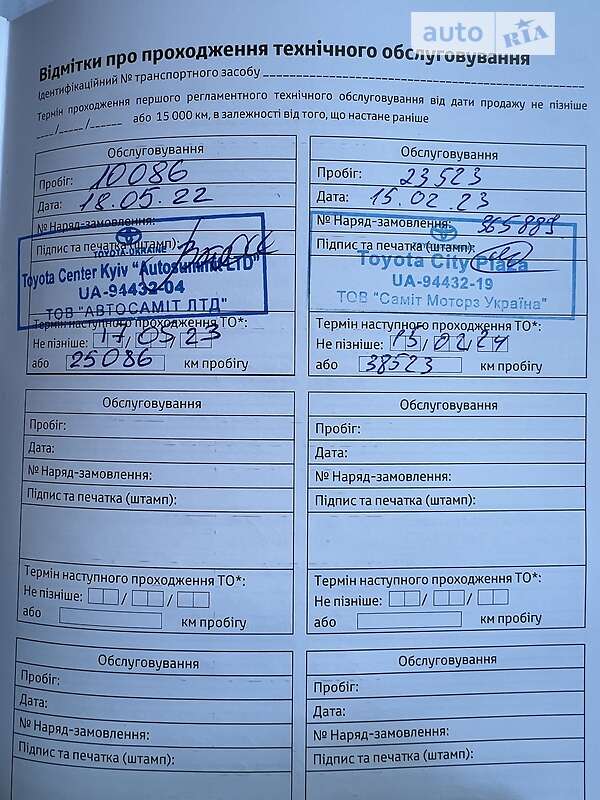 auto RIA
Відмітки про проходження технічного обслуговування
Ідентифікаційний № транспортного засобу
Термін проходження першого регламентного технічного обслуговування від дати продажу не пізніше
___/___/___ або 15 000 км, в залежності від того, що настане раніше
Обслуговування
Пробіг: 10086
Дата: 18.05.22
№ Наряд-замовлення:
Підпис та печатка (штамп):
TOYOTA-UKRAINE
Toyota Center Kyiv "Autosummit LTD"
UA-94432-04
ТОВ "АВТОСАМІТ ЛТД"
Термін наступного проходження ТО*:
Не пізніше: 17/05/23
або 25086 км пробігу
Обслуговування
Пробіг: 23523
Дата: 15.02.23
№ Наряд-замовлення: 965889
Підпис та печатка (штамп):
Toyota City Plaza
UA-94432-19
ТОВ "Саміт Моторз Україна"
Термін наступного проходження ТО*:
Не пізніше: 15/02/24
або 38523 км пробігу
Обслуговування
Пробіг:
Дата:
№ Наряд-замовлення:
Підпис та печатка (штамп):
Термін наступного проходження ТО*:
Не пізніше: / /
або км пробігу
Обслуговування
Пробіг:
Дата:
№ Наряд-замовлення:
Підпис та печатка (штамп):
Термін наступного проходження ТО*:
Не пізніше: / /
або км пробігу
Обслуговування
Пробіг:
Дата:
№ Наряд-замовлення:
Підпис та печатка (штамп):
Обслуговування
Пробіг:
Дата:
№ Наряд-замовлення:
Підпис та печатка (штамп):